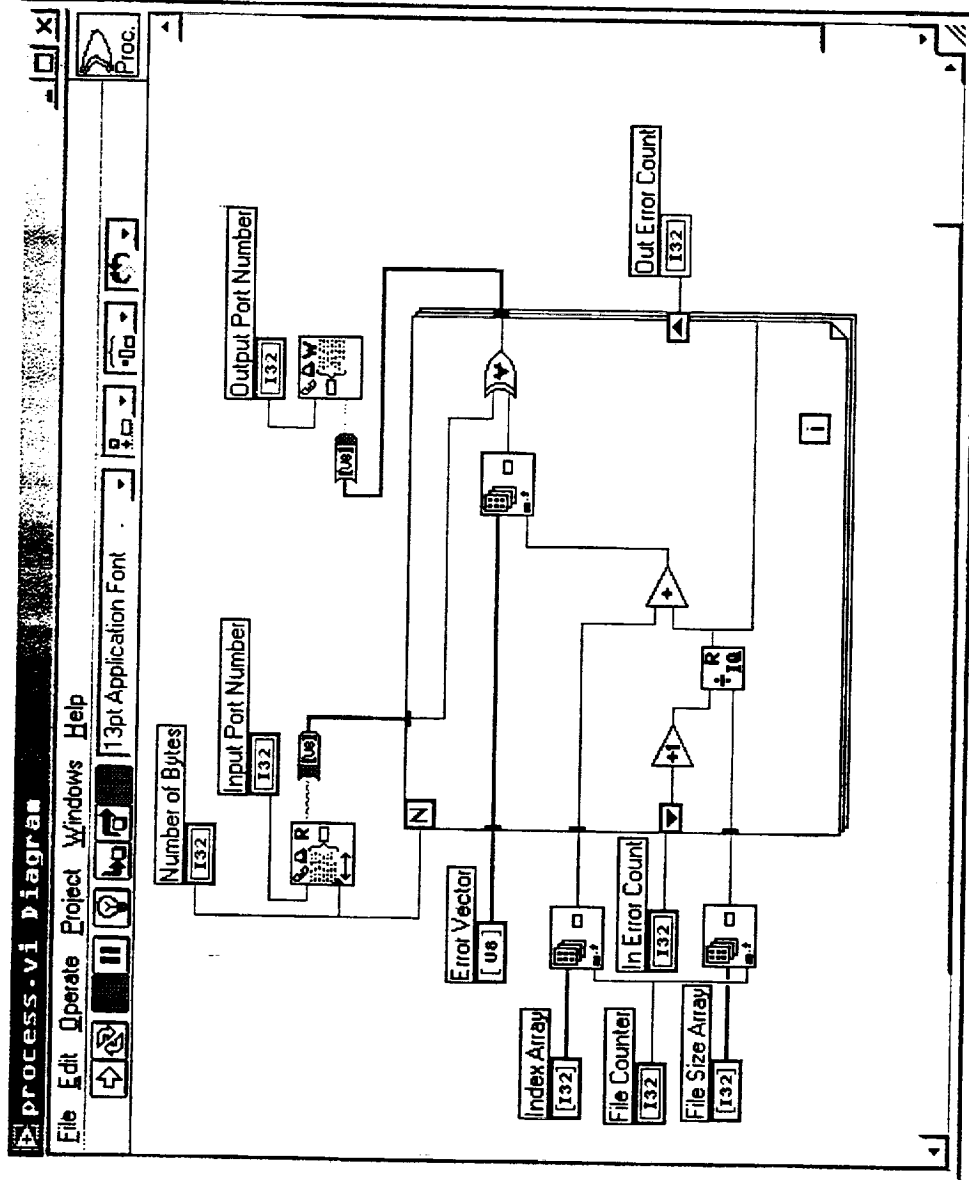 process.vi Diagram
File Edit Operate Project Windows Help
13pt Application Font
Proc.
Number of Bytes
I32
Input Port Number
I32
R
[U8]
Output Port Number
I32
W
[U8]
N
Error Vector
[U8]
Index Array
[I32]
File Counter
I32
In Error Count
I32
File Size Array
[I32]
+1
R
IQ
+
i
Out Error Count
I32